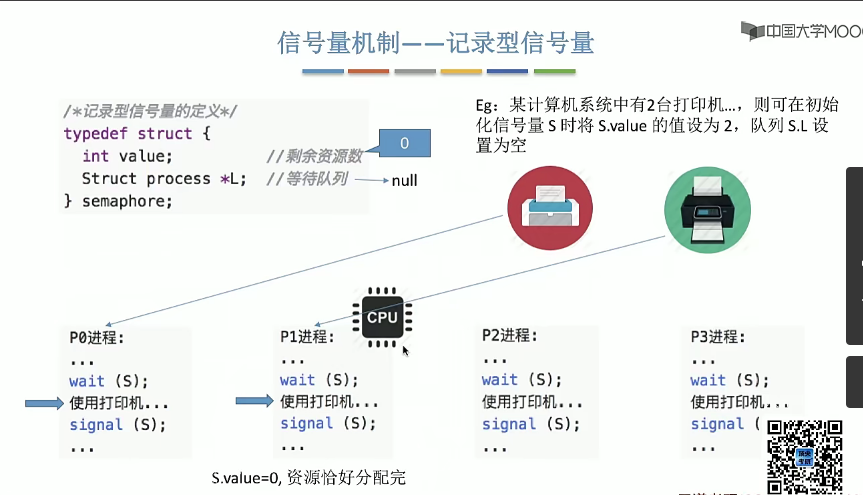 中国大学MOO
信号量机制——记录型信号量
/*记录型信号量的定义*/
typedef struct {
int value; //剩余资源数
Struct process *L; //等待队列
} semaphore;
0
null
Eg：某计算机系统中有2台打印机...，则可在初始
化信号量 S 时将 S.value 的值设为 2，队列 S.L 设
置为空
CPU
P0进程:
...
wait (S);
使用打印机...
signal (S);
...
P1进程:
...
wait (S);
使用打印机...
signal (S);
...
P2进程:
...
wait (S);
使用打印机...
signal (S);
...
P3进程:
...
wait (S);
使用打印机...
signal (
...
S.value=0, 资源恰好分配完